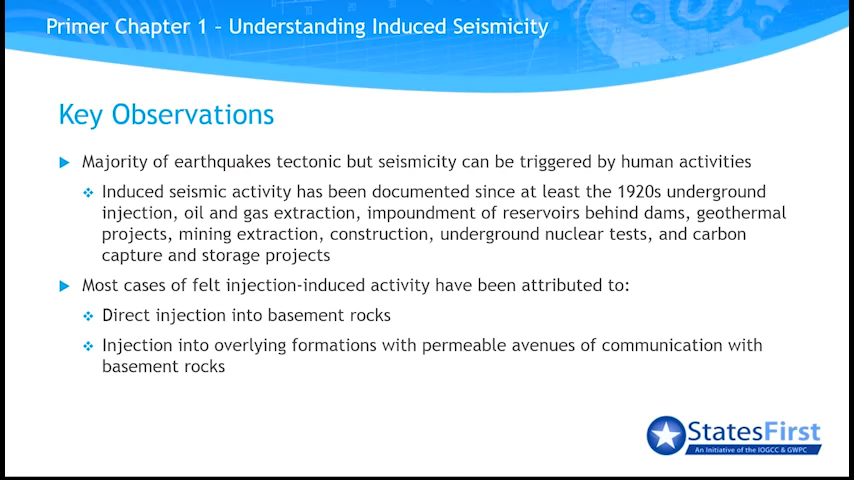 Primer Chapter 1 – Understanding Induced Seismicity
Key Observations
Majority of earthquakes tectonic but seismicity can be triggered by human activities
Induced seismic activity has been documented since at least the 1920s underground
injection, oil and gas extraction, impoundment of reservoirs behind dams, geothermal
projects, mining extraction, construction, underground nuclear tests, and carbon
capture and storage projects
Most cases of felt injection-induced activity have been attributed to:
Direct injection into basement rocks
Injection into overlying formations with permeable avenues of communication with
basement rocks
StatesFirst
An Initiative of the IOGCC & GWPC